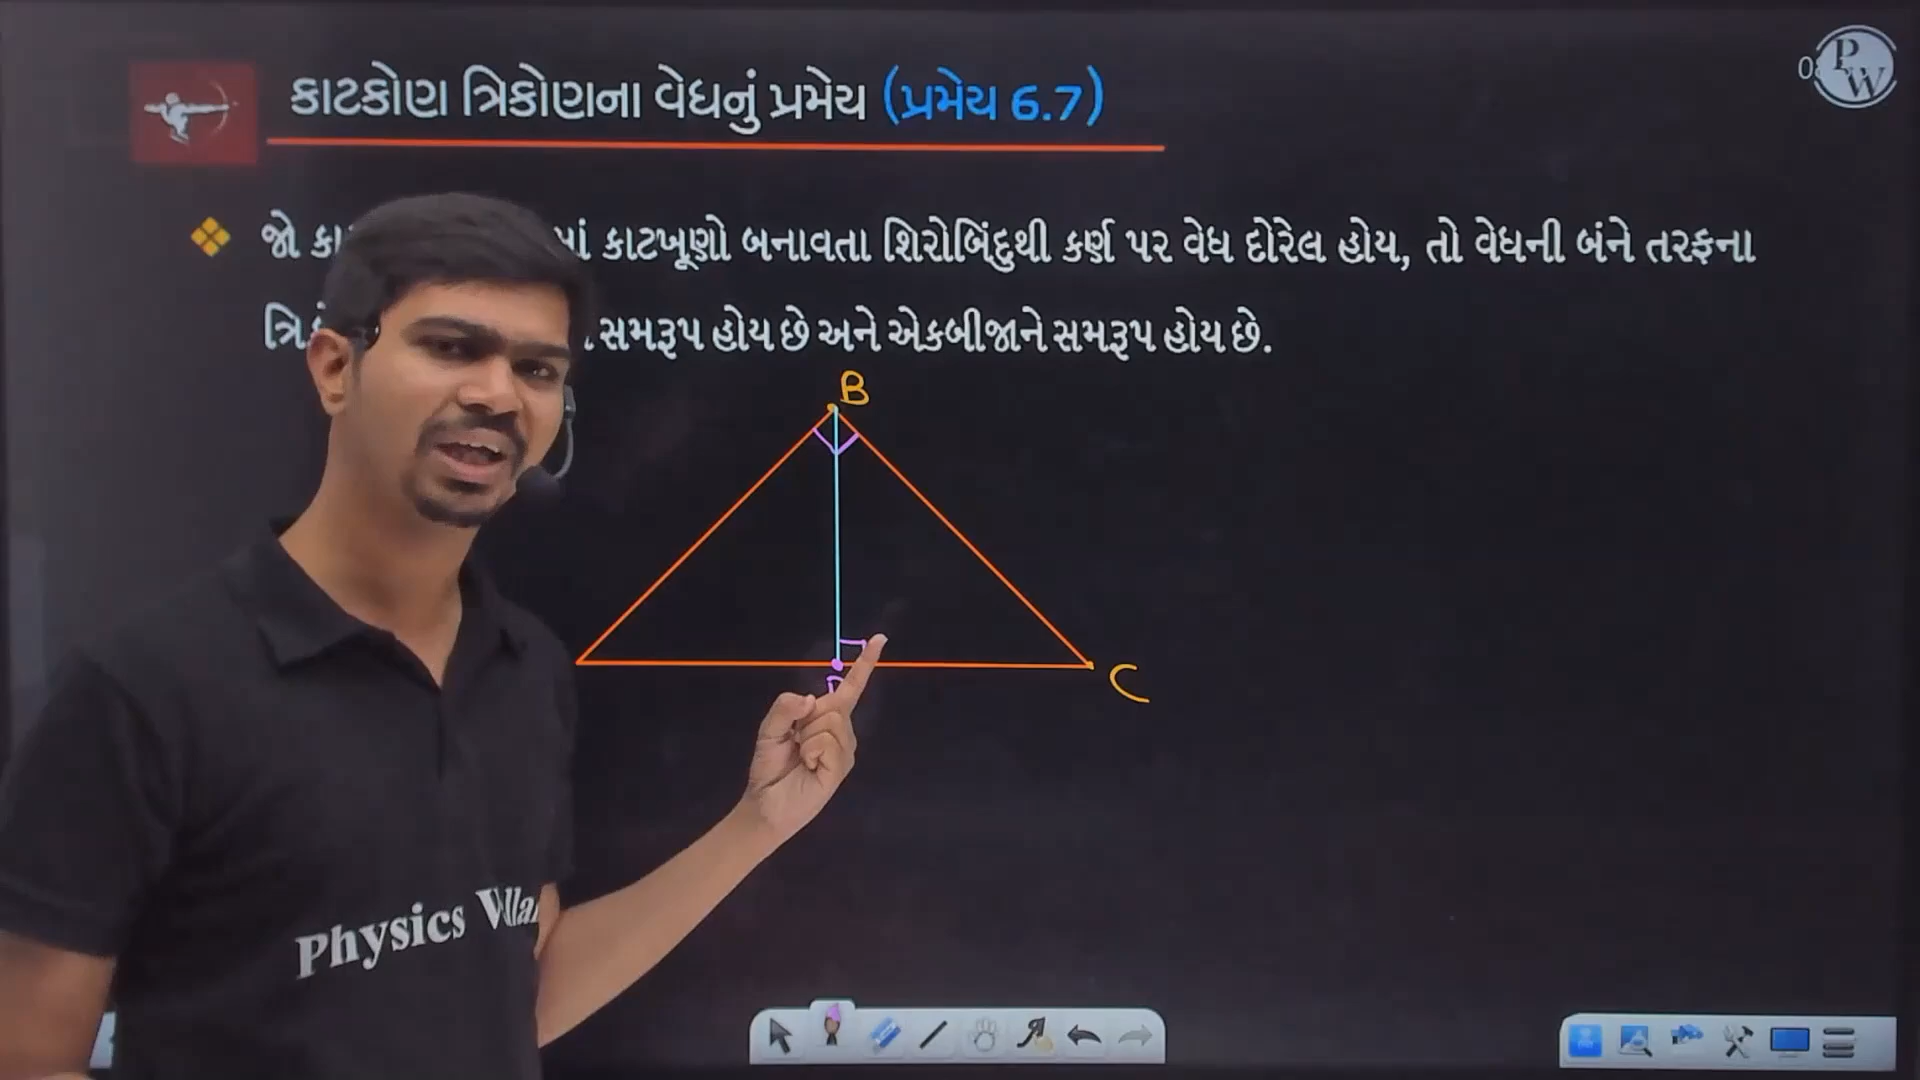 કાટકોણ ત્રિકોણના વેધનું પ્રમેય (પ્રમેય 6.7)
PW
જો કાટખૂણો બનાવતા શિરોબિંદુથી કર્ણ પર વેધ દોરેલ હોય, તો વેધની બંને તરફના
સમરૂપ હોય છે અને એકબીજાને સમરૂપ હોય છે.
B
C
Physics